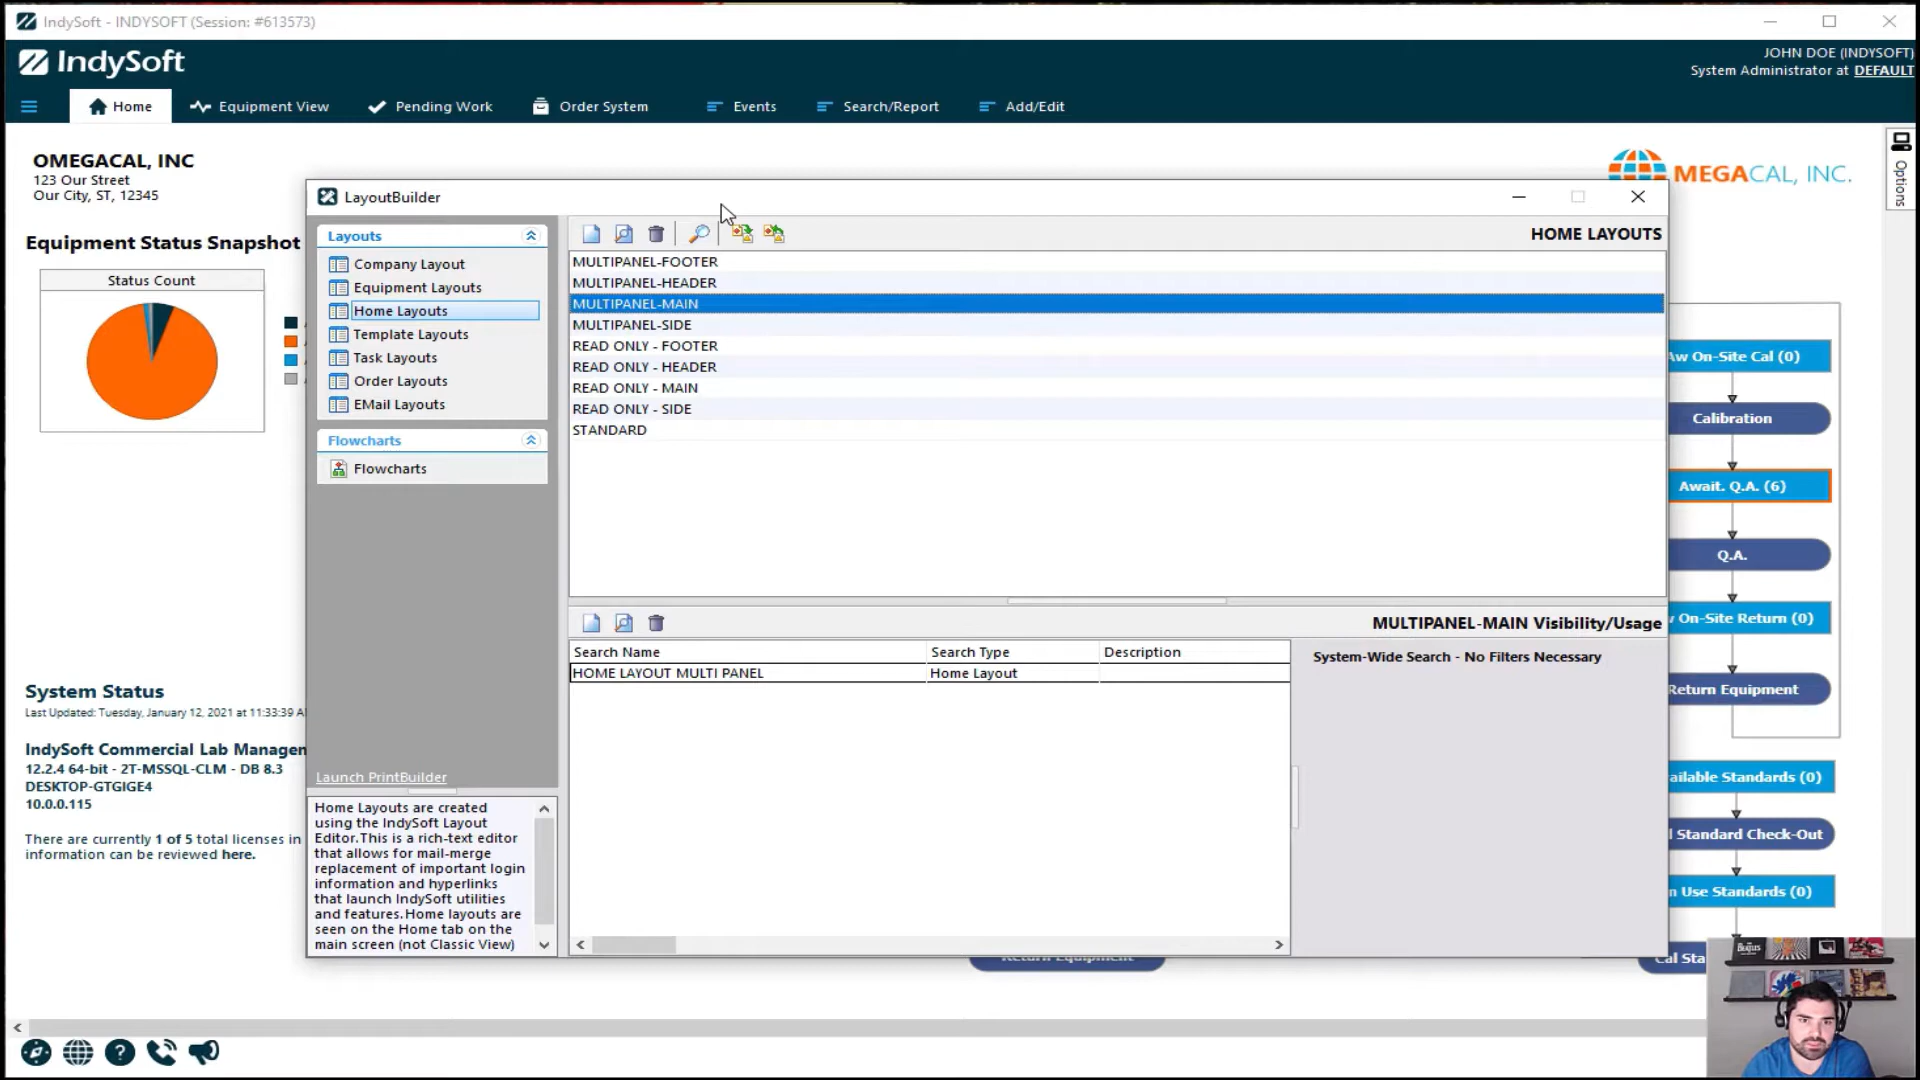 IndySoft - INDYSOFT (Session: #613573)
IndySoft
JOHN DOE (INDYSOFT)
System Administrator at DEFAULT
Home
Equipment View
Pending Work
Order System
Events
Search/Report
Add/Edit
OMEGACAL, INC
123 Our Street
Our City, ST, 12345
MEGACAL, INC.
Options
Equipment Status Snapshot
Status Count
System Status
Last Updated: Tuesday, January 12, 2021 at 11:33:39 A
IndySoft Commercial Lab Managem
12.2.4 64-bit - 2T-MSSQL-CLM - DB 8.3
DESKTOP-GTGIGE4
10.0.0.115
There are currently 1 of 5 total licenses in
information can be reviewed here.
LayoutBuilder
Layouts
Company Layout
Equipment Layouts
Home Layouts
Template Layouts
Task Layouts
Order Layouts
EMail Layouts
Flowcharts
Flowcharts
Launch PrintBuilder
Home Layouts are created
using the IndySoft Layout
Editor.This is a rich-text editor
that allows for mail-merge
replacement of important login
information and hyperlinks
that launch IndySoft utilities
and features.Home layouts are
seen on the Home tab on the
main screen (not Classic View)
HOME LAYOUTS
MULTIPANEL-FOOTER
MULTIPANEL-HEADER
MULTIPANEL-MAIN
MULTIPANEL-SIDE
READ ONLY - FOOTER
READ ONLY - HEADER
READ ONLY - MAIN
READ ONLY - SIDE
STANDARD
MULTIPANEL-MAIN Visibility/Usage
Search Name Search Type Description
HOME LAYOUT MULTI PANEL Home Layout
System-Wide Search - No Filters Necessary
Aw On-Site Cal (0)
Calibration
Await. Q.A. (6)
Q.A.
On-Site Return (0)
Return Equipment
ailable Standards (0)
Standard Check-Out
n Use Standards (0)
Return Equipment
Cal Sta